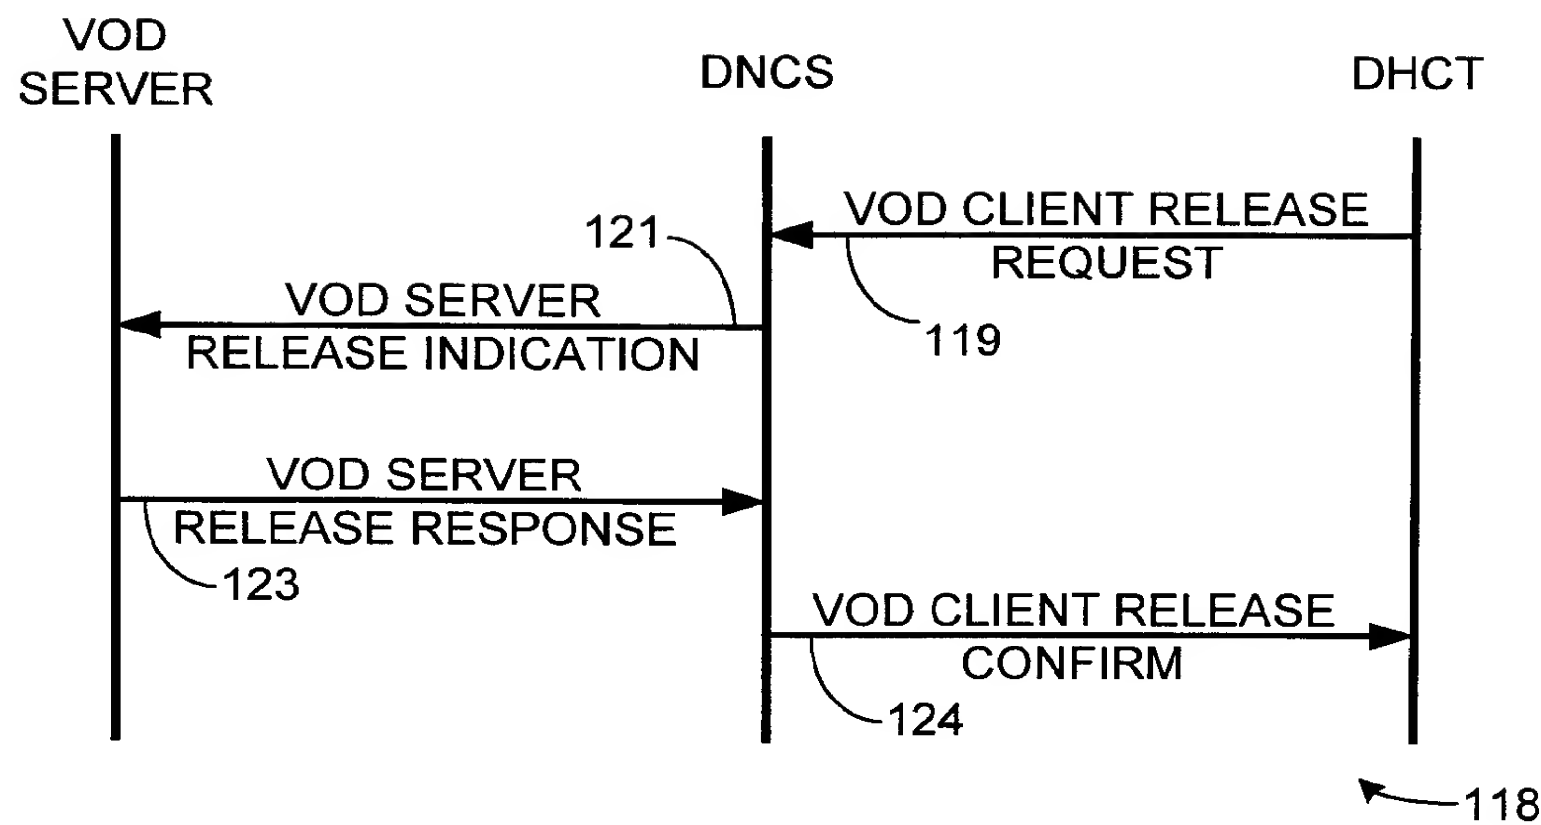 VOD
SERVER
DNCS
DHCT
VOD CLIENT RELEASE
REQUEST
119
121
VOD SERVER
RELEASE INDICATION
VOD SERVER
RELEASE RESPONSE
123
VOD CLIENT RELEASE
CONFIRM
124
118